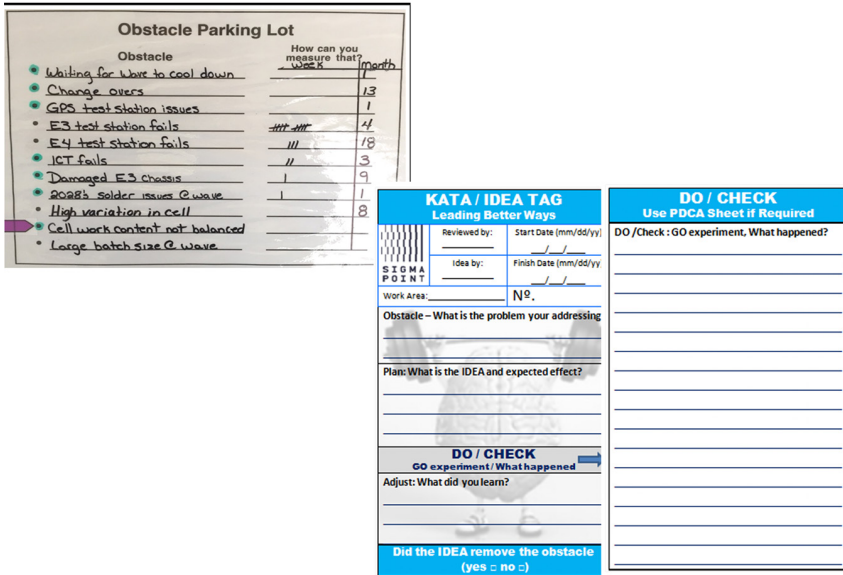 Obstacle Parking Lot
Obstacle
How can you
measure that?
week month
Waiting for wave to cool down 1
Change overs 13
GPS test station issues 1
E3 test station fails 4
E4 test station fails 18
ICT fails 3
Damaged E3 chassis 9
2028's solder issues @ wave 1
High variation in cell 8
Cell work content not balanced
Large batch size @ wave
KATA / IDEA TAG
Leading Better Ways
SIGMA
POINT
Reviewed by:
Start Date (mm/dd/yy)
__/__/__
Idea by:
Finish Date (mm/dd/yy
__/__/__
Work Area:
Nº.
Obstacle – What is the problem your addressing
Plan: What is the IDEA and expected effect?
DO / CHECK
GO experiment / What happened
Adjust: What did you learn?
Did the IDEA remove the obstacle
(yes □ no □)
DO / CHECK
Use PDCA Sheet if Required
DO /Check : GO experiment, What happened?